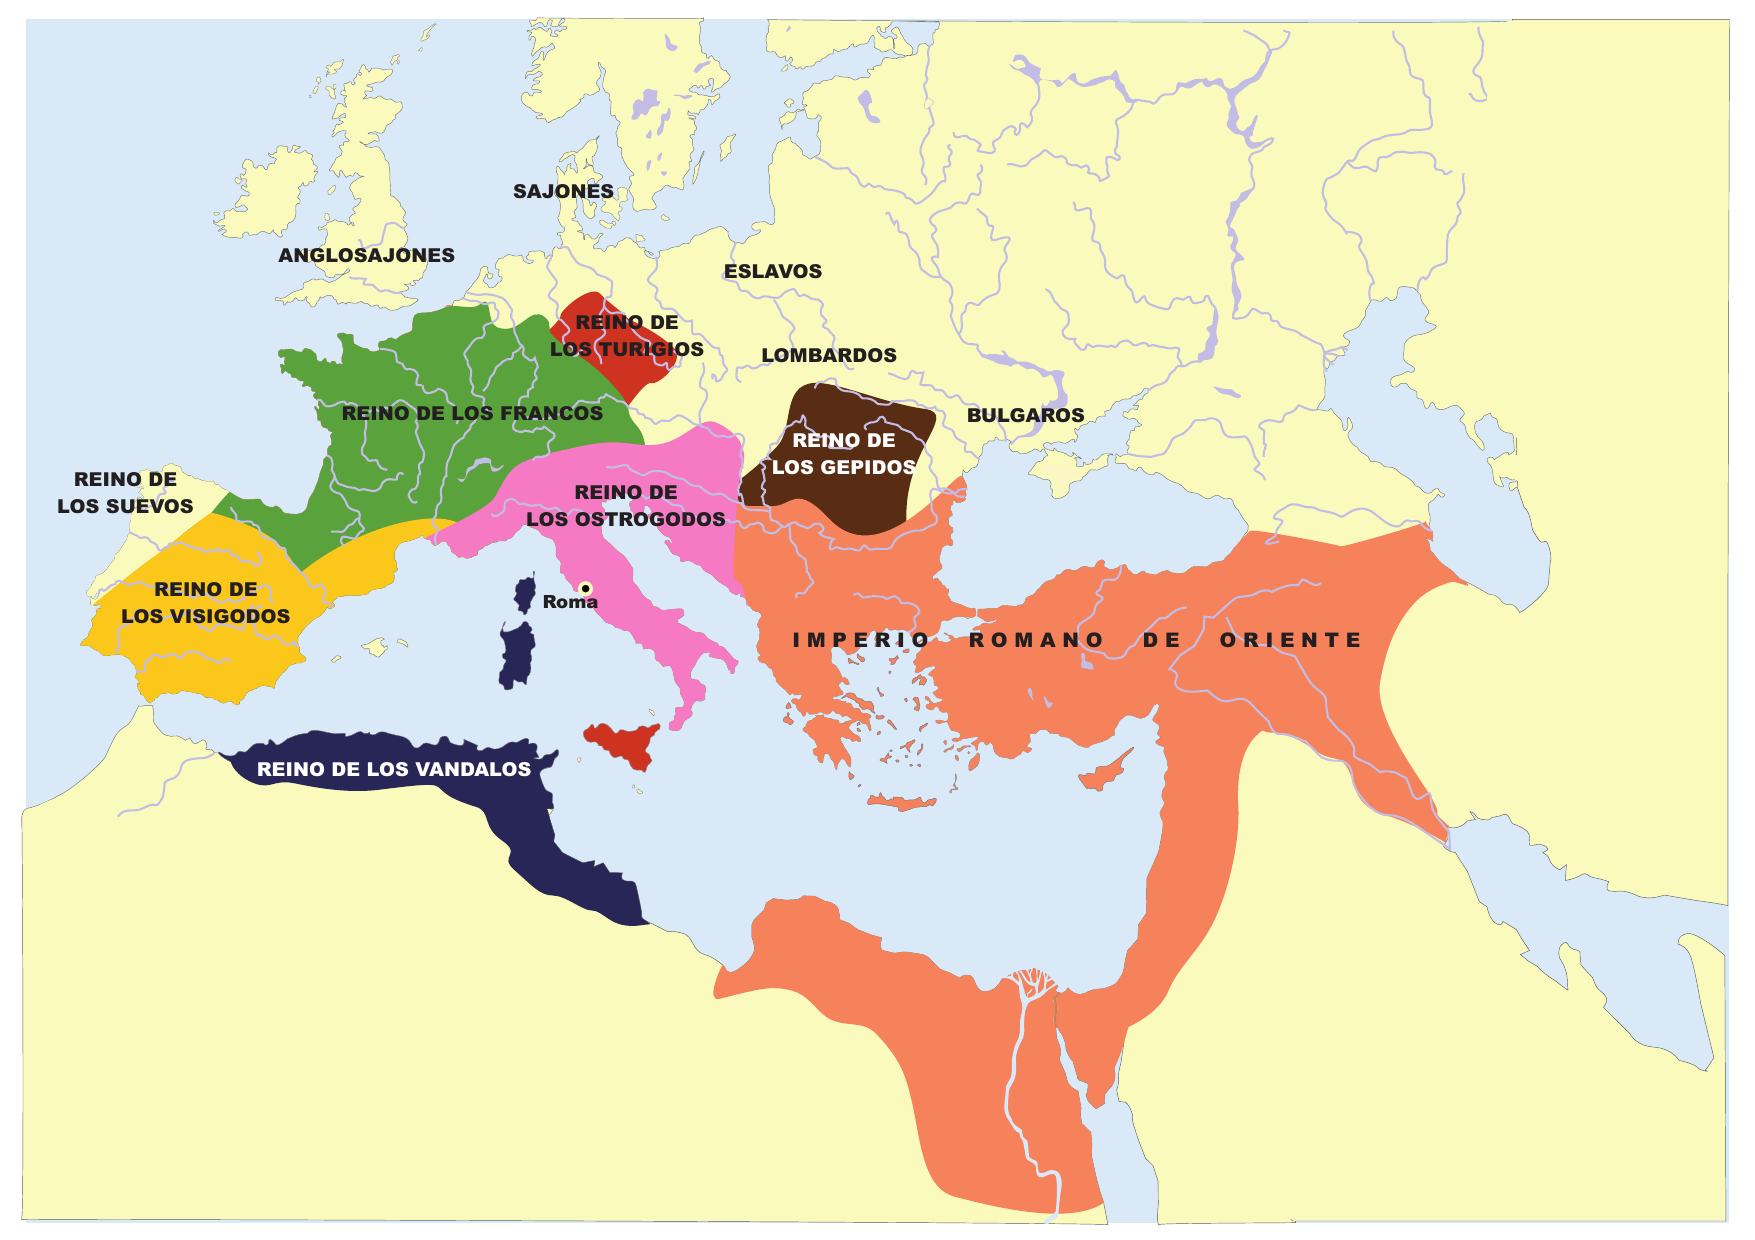 SAJONES
ANGLOSAJONES
ESLAVOS
REINO DE
LOS TURIGIOS
LOMBARDOS
REINO DE LOS FRANCOS
BULGAROS
REINO DE
LOS GEPIDOS
REINO DE
LOS SUEVOS
REINO DE
LOS OSTROGODOS
REINO DE
LOS VISIGODOS
Roma
IMPERIO ROMANO DE ORIENTE
REINO DE LOS VANDALOS